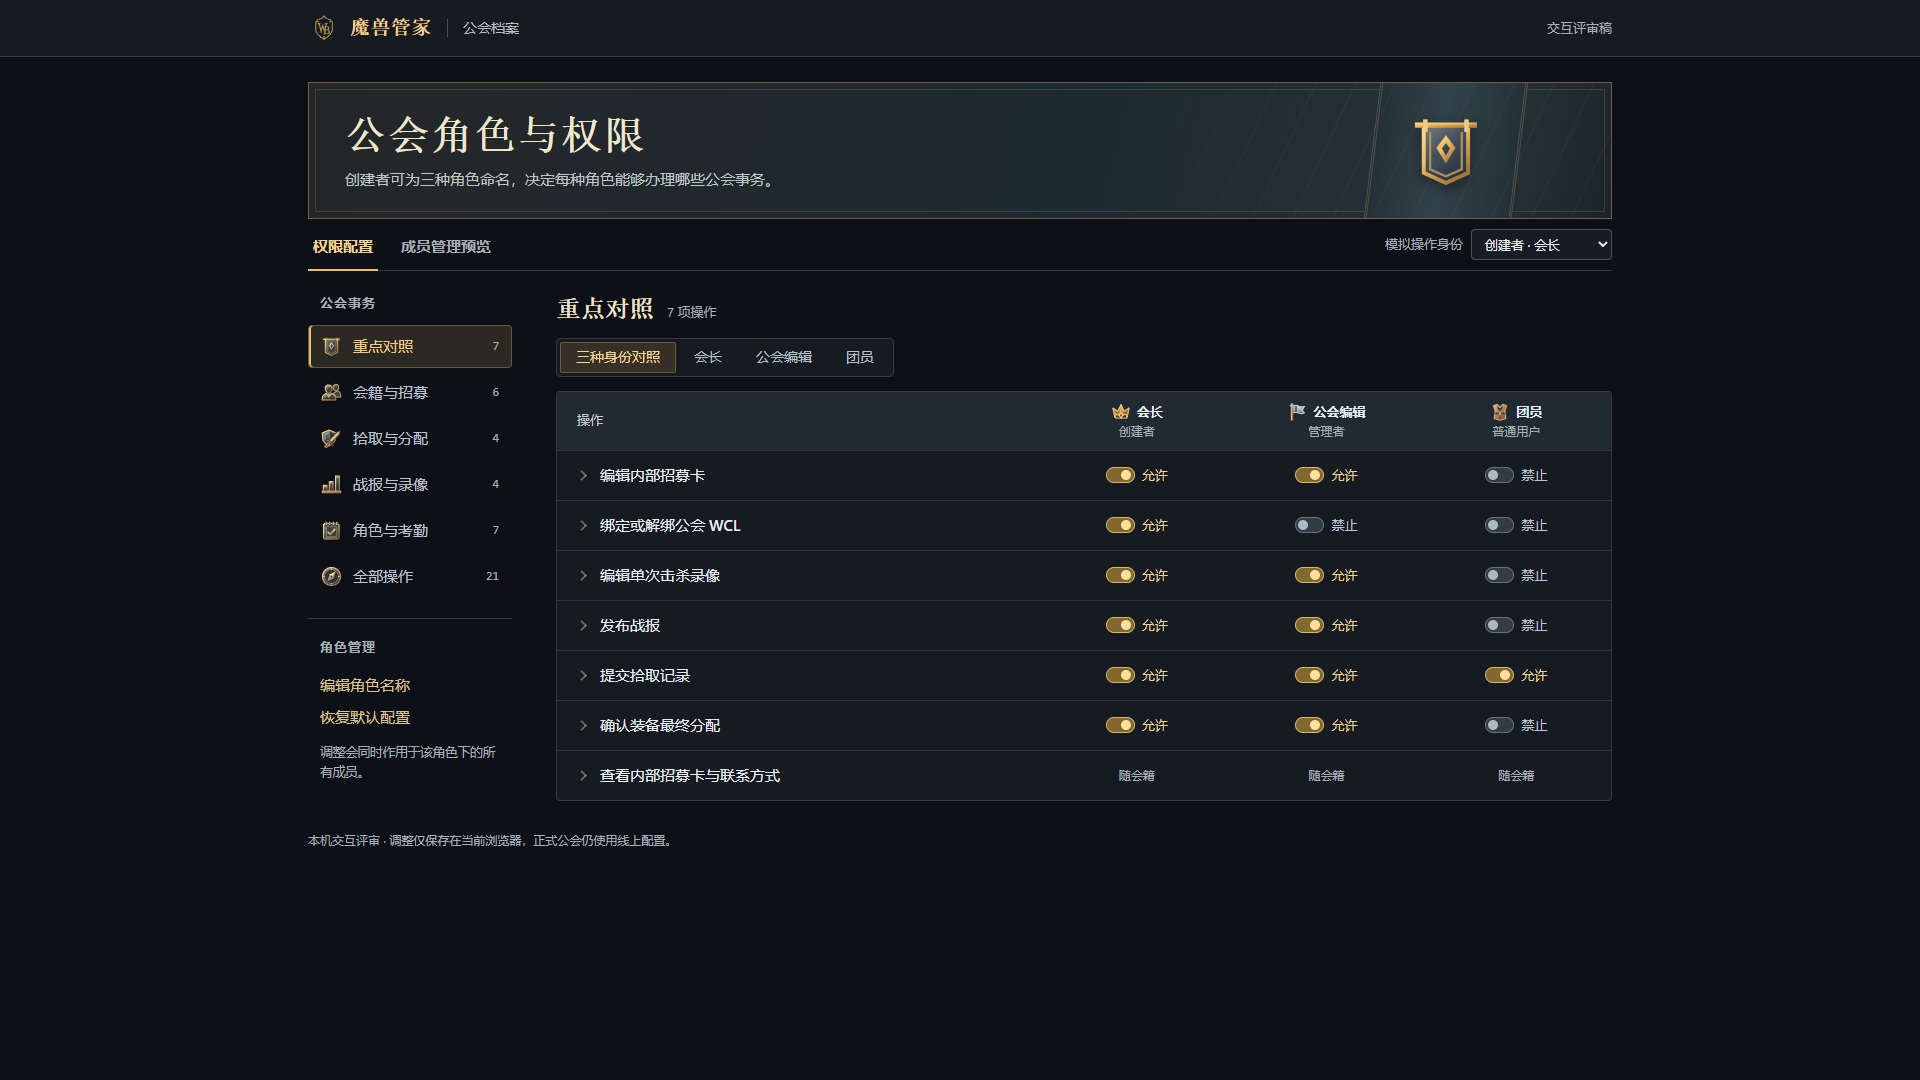 魔兽管家 公会档案 交互评审稿
公会角色与权限
创建者可为三种角色命名，决定每种角色能够办理哪些公会事务。
权限配置 成员管理预览 模拟操作身份 创建者 · 会长
公会事务
重点对照 7
会籍与招募 6
拾取与分配 4
战报与录像 4
角色与考勤 7
全部操作 21
角色管理
编辑角色名称
恢复默认配置
调整会同时作用于该角色下的所
有成员。
重点对照 7 项操作
三种身份对照 会长 公会编辑 团员
操作 会长 公会编辑 团员
创建者 管理者 普通用户
编辑内部招募卡 允许 允许 禁止
绑定或解绑公会 WCL 允许 禁止 禁止
编辑单次击杀录像 允许 允许 禁止
发布战报 允许 允许 禁止
提交拾取记录 允许 允许 允许
确认装备最终分配 允许 允许 禁止
查看内部招募卡与联系方式 随会籍 随会籍 随会籍
本机交互评审 · 调整仅保存在当前浏览器，正式公会仍使用线上配置。